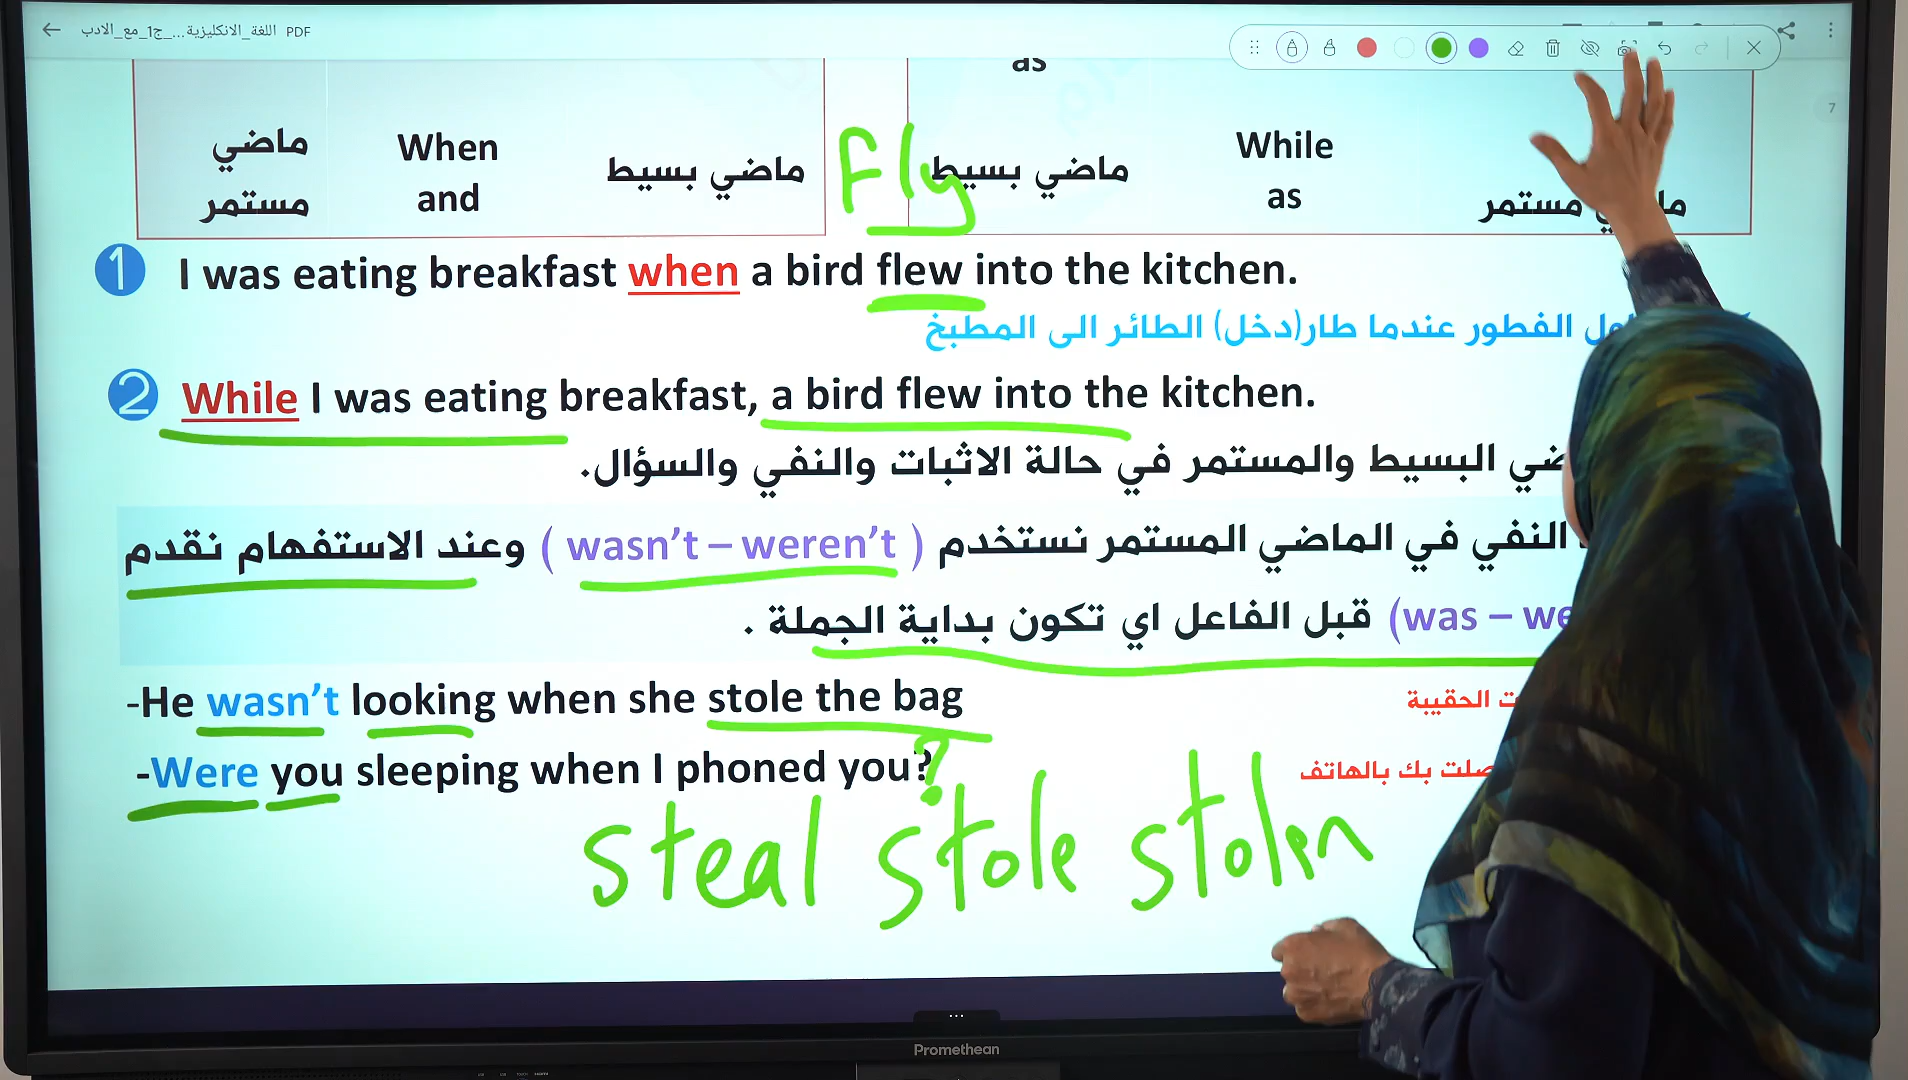 اللغة_الانكليزية..._ج1_مع_الادب PDF
as
7
ماضي مستمر
When and
ماضي بسيط
Fly
ماضي بسيط
While as
مستمر
1 I was eating breakfast when a bird flew into the kitchen.
الفطور عندما طار(دخل) الطائر الى المطبخ
2 While I was eating breakfast, a bird flew into the kitchen.
البسيط والمستمر في حالة الاثبات والنفي والسؤال.
النفي في الماضي المستمر نستخدم ( wasn't – weren't ) وعند الاستفهام نقدم
(was – قبل الفاعل اي تكون بداية الجملة .
-He wasn't looking when she stole the bag
الحقيبة
-Were you sleeping when I phoned you?
?
بك بالهاتف
steal stole stolen
Promethean